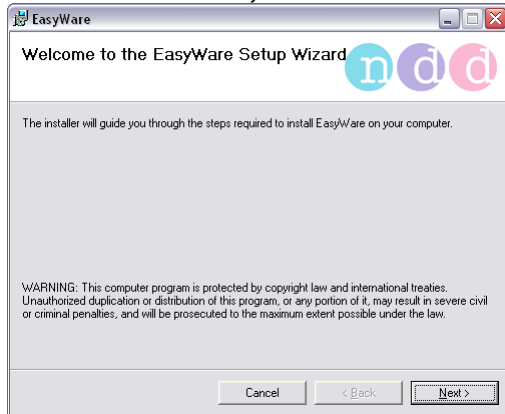 EasyWare
Welcome to the EasyWare Setup Wizard
ndd
The installer will guide you through the steps required to install EasyWare on your computer.
WARNING: This computer program is protected by copyright law and international treaties.
Unauthorized duplication or distribution of this program, or any portion of it, may result in severe civil
or criminal penalties, and will be prosecuted to the maximum extent possible under the law.
Cancel < Back Next >